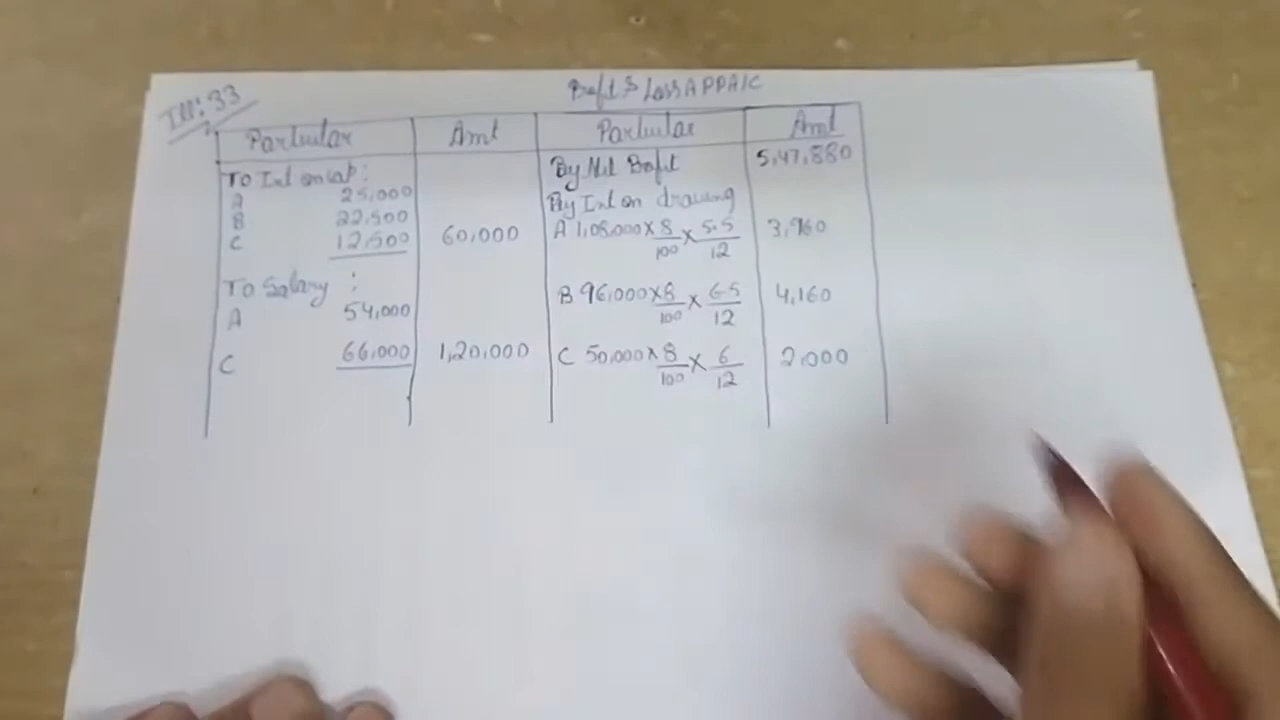 Ill: 33
Profit & Loss APP A/C
Particular Amt Particular Amt
To Int on cap: By Net Profit 5,47,880
A 25,000 By Int on drawing
B 22,500
C 12,500 60,000 A 1,08,000 × 8/100 × 5.5/12 3,960
To Salary :
A 54,000 B 96,000 × 8/100 × 6.5/12 4,160
C 66,000 1,20,000 C 50,000 × 8/100 × 6/12 2,000